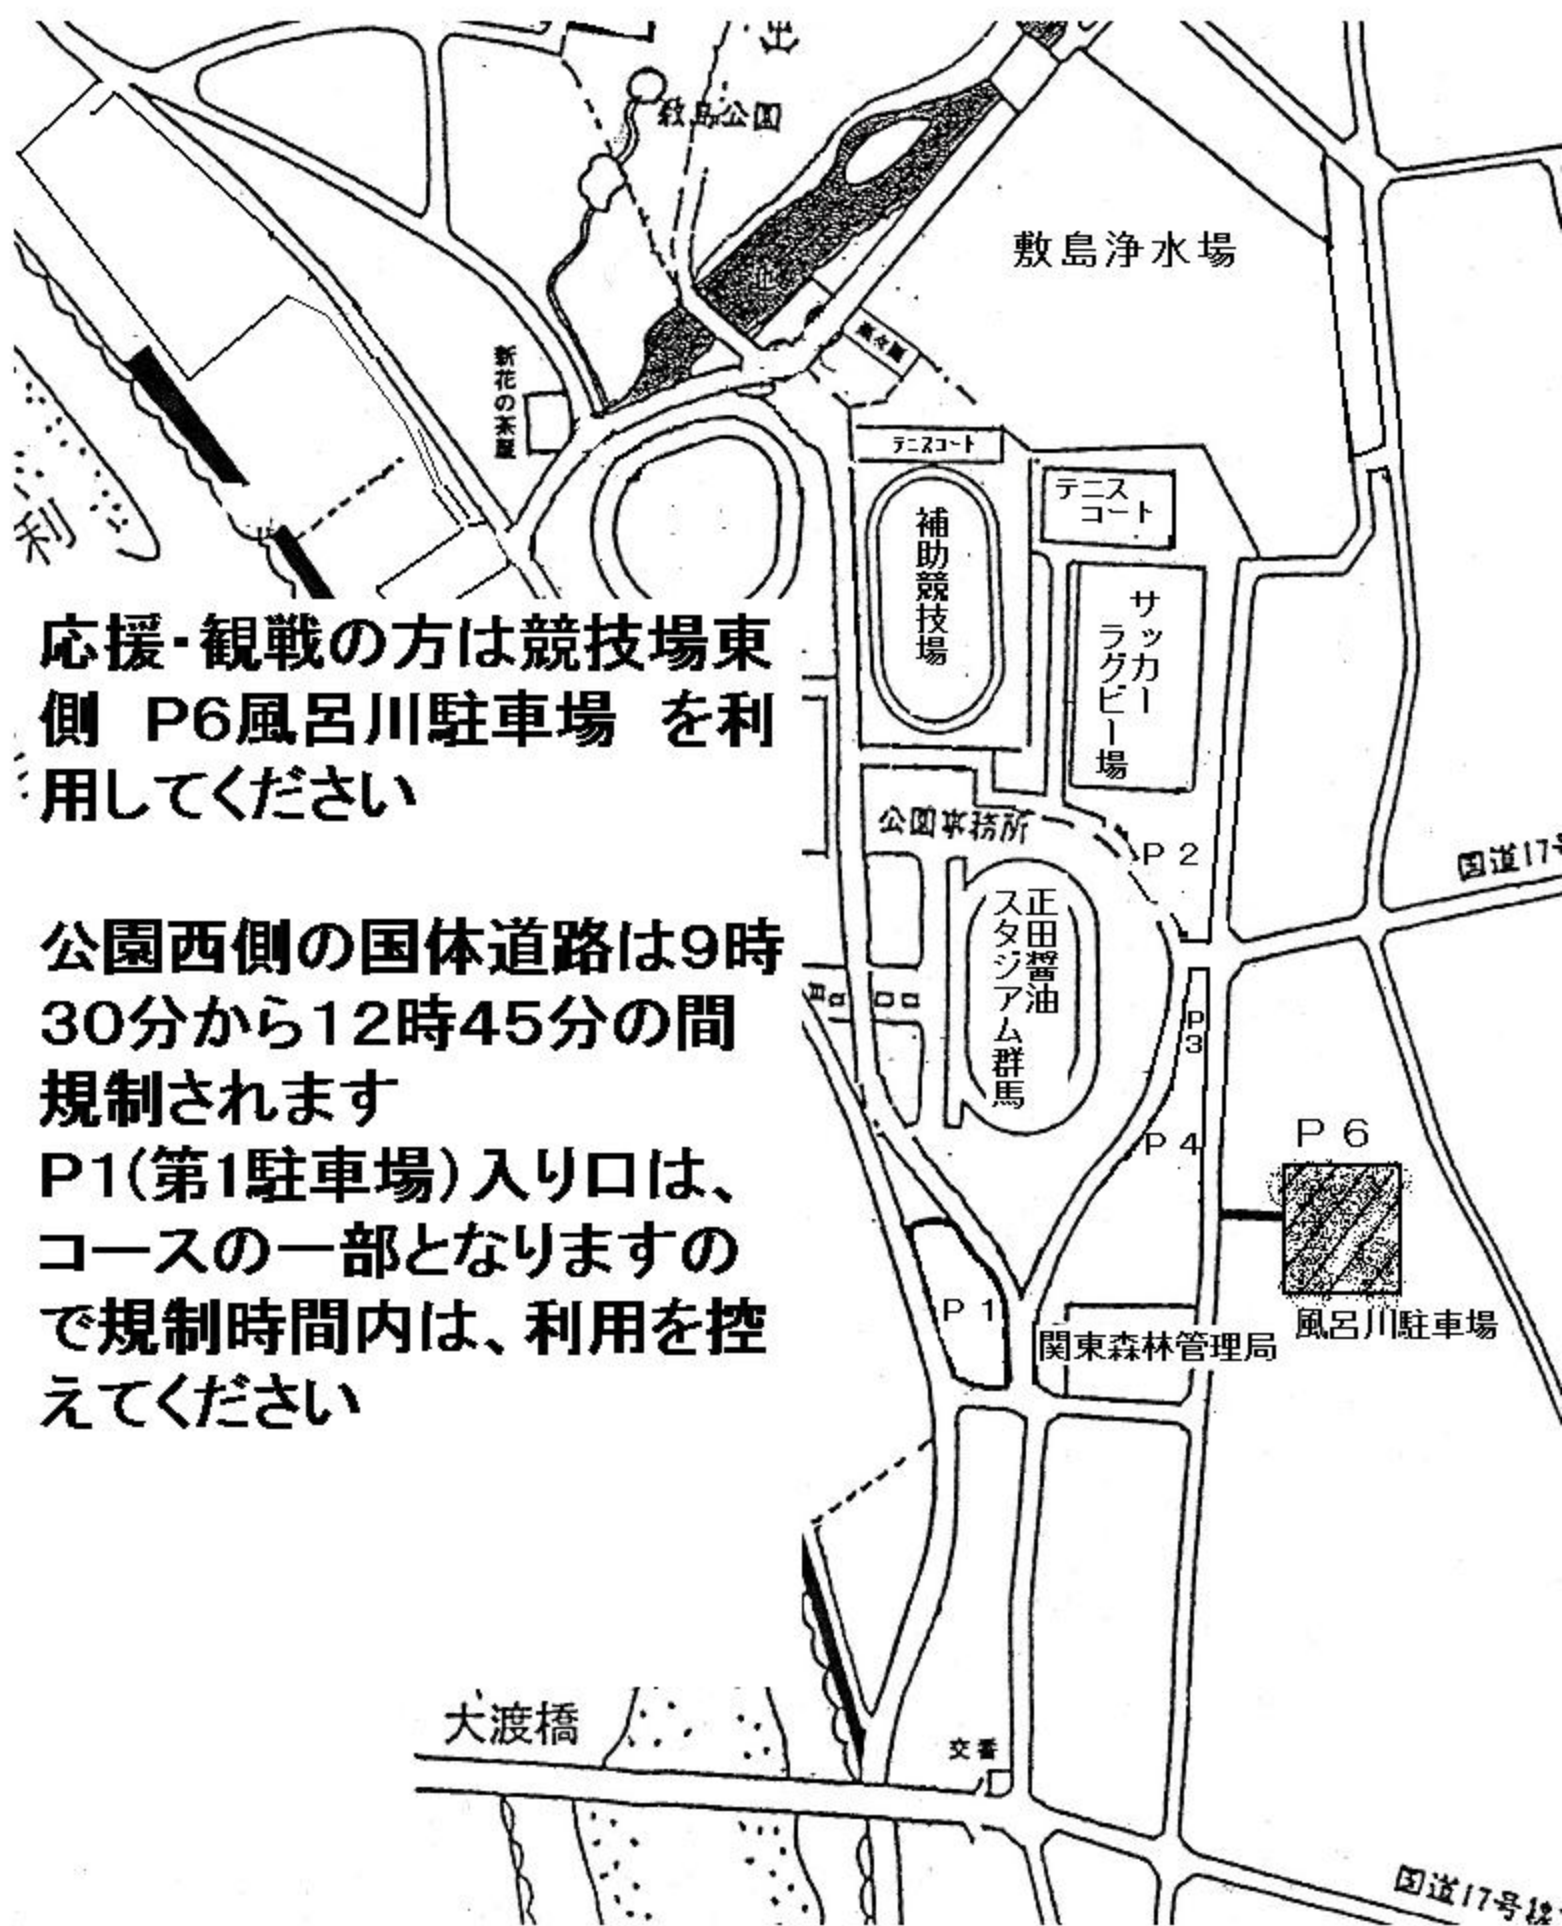 敷島公園
敷島浄水場
新花の茶屋
テニスコート
テニス
コート
補助競技場
サッカー
ラグビー場
利
応援・観戦の方は競技場東
側　P6風呂川駐車場　を利
用してください
公園事務所
P 2
国道17号
公園西側の国体道路は9時
30分から12時45分の間
規制されます
P1(第1駐車場)入り口は、
コースの一部となりますの
で規制時間内は、利用を控
えてください
正田醤油
スタジアム群馬
P 3
P 4
P 6
風呂川駐車場
P 1
関東森林管理局
大渡橋
交番
国道17号線